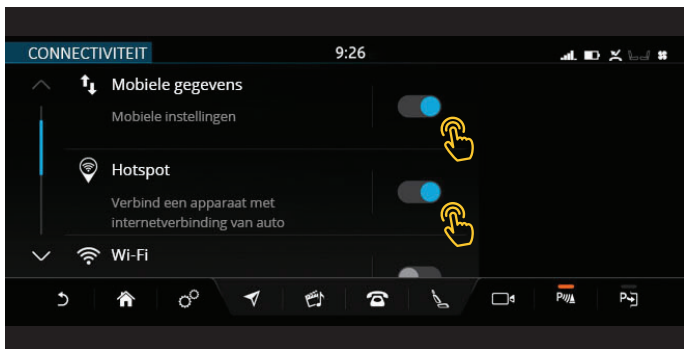 CONNECTIVITEIT 9:26
Mobiele gegevens
Mobiele instellingen
Hotspot
Verbind een apparaat met
internetverbinding van auto
Wi-Fi
P P